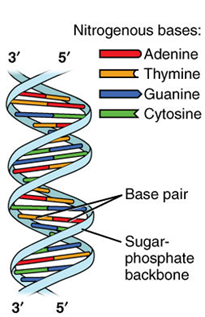 Nitrogenous bases:
3′ 5′
Adenine
Thymine
Guanine
Cytosine
Base pair
Sugar-
phosphate
backbone
3′ 5′